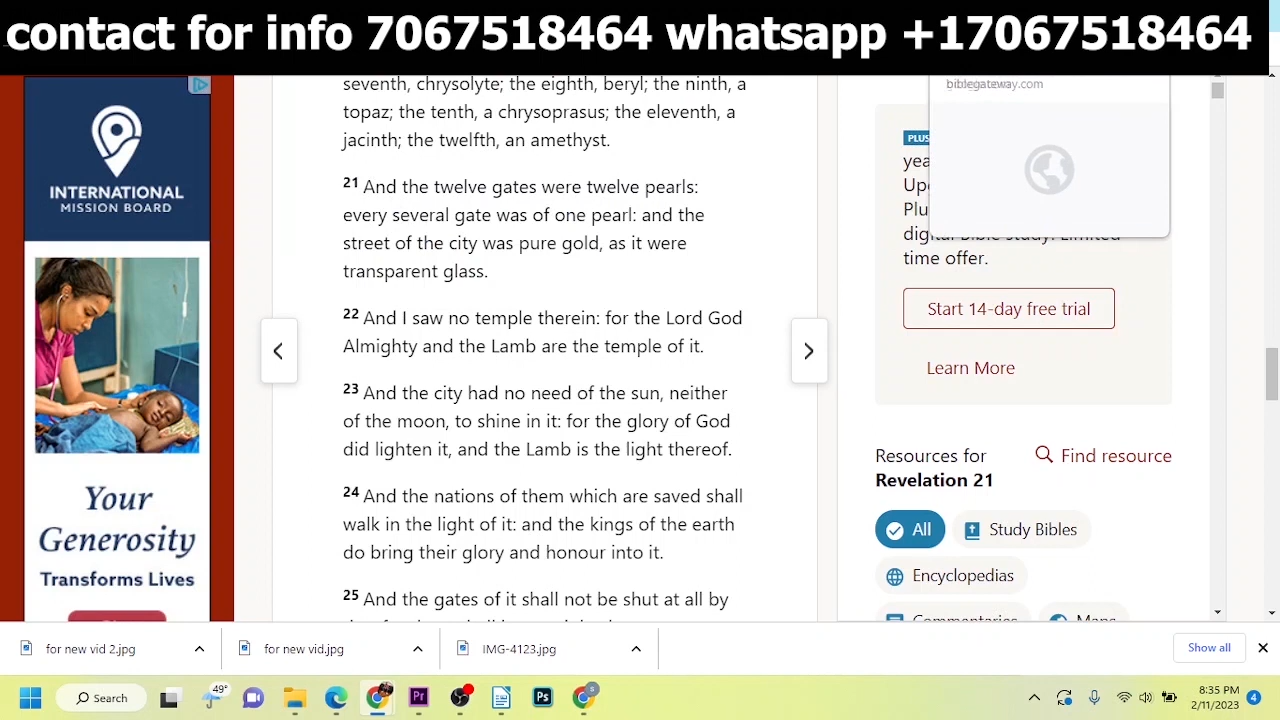 contact for info 7067518464 whatsapp +17067518464
INTERNATIONAL
MISSION BOARD
Your
Generosity
Transforms Lives
seventh, chrysolyte; the eighth, beryl; the ninth, a
topaz; the tenth, a chrysoprasus; the eleventh, a
jacinth; the twelfth, an amethyst.
21 And the twelve gates were twelve pearls:
every several gate was of one pearl: and the
street of the city was pure gold, as it were
transparent glass.
22 And I saw no temple therein: for the Lord God
Almighty and the Lamb are the temple of it.
23 And the city had no need of the sun, neither
of the moon, to shine in it: for the glory of God
did lighten it, and the Lamb is the light thereof.
24 And the nations of them which are saved shall
walk in the light of it: and the kings of the earth
do bring their glory and honour into it.
25 And the gates of it shall not be shut at all by
biblegateway.com
PLUS
time offer.
Start 14-day free trial
Learn More
Resources for
Revelation 21
Find resource
All
Study Bibles
Encyclopedias
Commentaries
Maps
for new vid 2.jpg
for new vid.jpg
IMG-4123.jpg
Show all
49°
Search
Pr
Ps
S
8:35 PM
2/11/2023
4